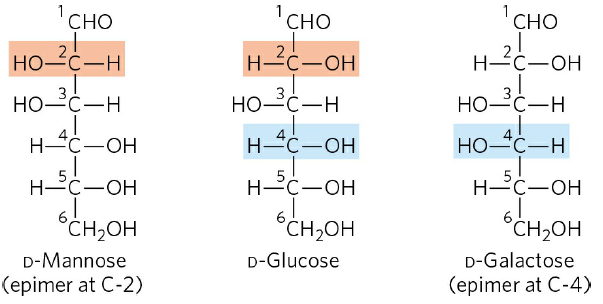 1CHO
HO—2C—H
HO—3C—H
H—4C—OH
H—5C—OH
6CH₂OH
D-Mannose
(epimer at C-2)
1CHO
H—2C—OH
HO—3C—H
H—4C—OH
H—5C—OH
6CH₂OH
D-Glucose
1CHO
H—2C—OH
HO—3C—H
HO—4C—H
H—5C—OH
6CH₂OH
D-Galactose
(epimer at C-4)